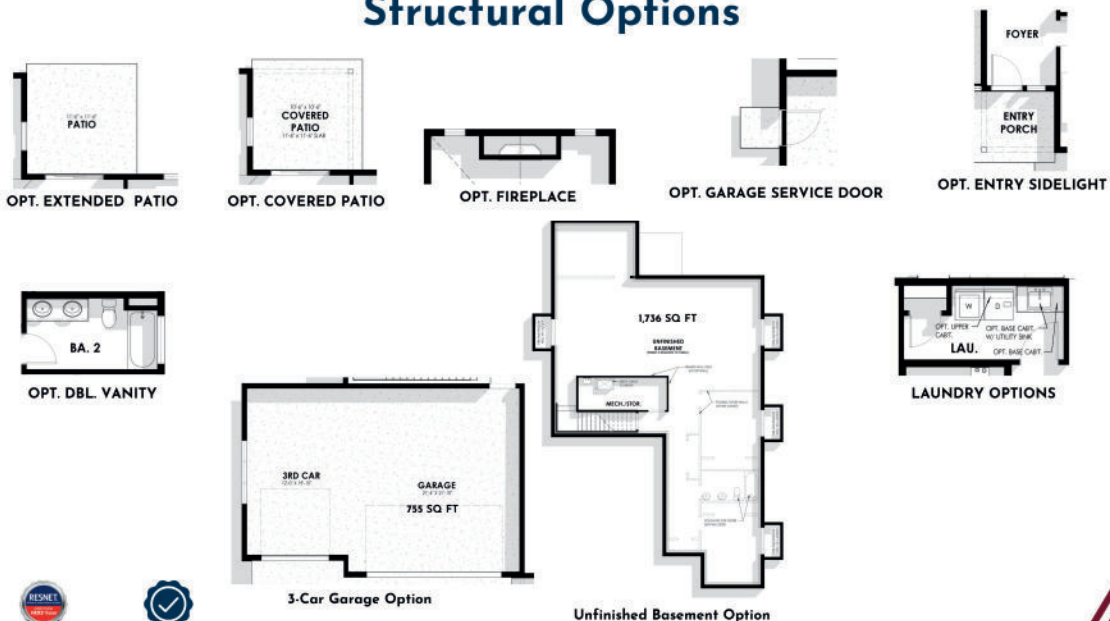 Structural Options
PATIO
OPT. EXTENDED PATIO
COVERED
PATIO
OPT. COVERED PATIO
OPT. FIREPLACE
OPT. GARAGE SERVICE DOOR
FOYER
ENTRY
PORCH
OPT. ENTRY SIDELIGHT
BA. 2
OPT. DBL. VANITY
3RD CAR
GARAGE
755 SQ FT
3-Car Garage Option
1,736 SQ FT
UNFINISHED
BASEMENT
MECH./STOR.
Unfinished Basement Option
W
D
OPT. UPPER
CABT.
OPT. BASE CABT.
W/ UTILITY SINK
OPT. BASE CABT.
LAU.
LAUNDRY OPTIONS
RESNET